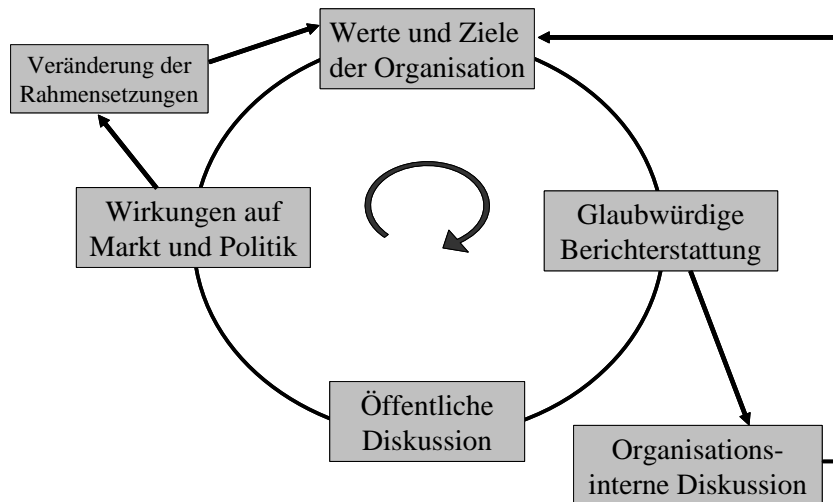 Werte und Ziele
der Organisation
Veränderung der
Rahmensetzungen
Wirkungen auf
Markt und Politik
Glaubwürdige
Berichterstattung
Öffentliche
Diskussion
Organisations-
interne Diskussion